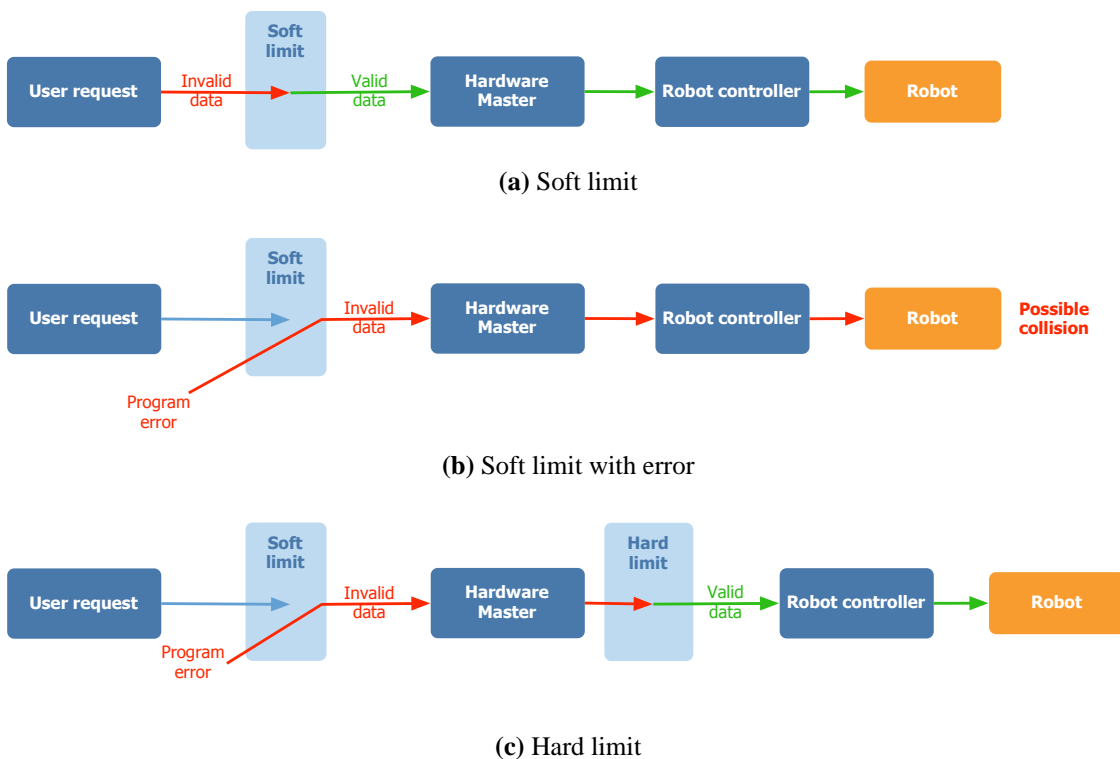 Soft
limit
User request
Invalid
data
Valid
data
Hardware
Master
Robot controller
Robot
(a) Soft limit
Soft
limit
User request
Invalid
data
Hardware
Master
Robot controller
Robot
Possible
collision
Program
error
(b) Soft limit with error
Soft
limit
Hard
limit
User request
Invalid
data
Hardware
Master
Valid
data
Robot controller
Robot
Program
error
(c) Hard limit